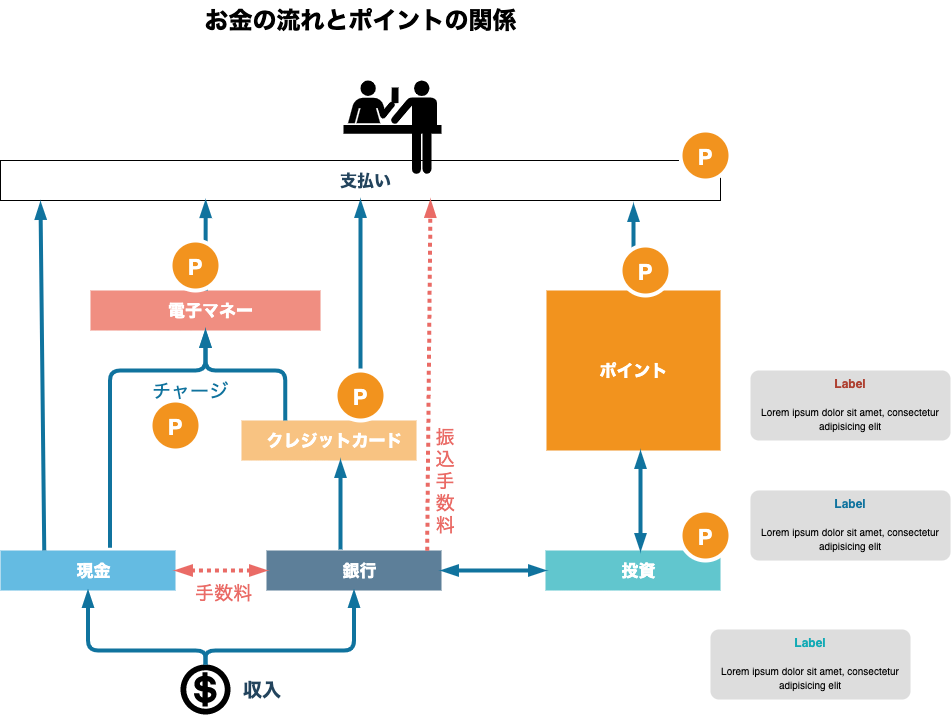 お金の流れとポイントの関係
P
支払い
P
P
電子マネー
ポイント
チャージ
P
P
クレジットカード
振込手数料
Label
Lorem ipsum dolor sit amet, consectetur
adipisicing elit
Label
Lorem ipsum dolor sit amet, consectetur
adipisicing elit
P
現金
手数料
銀行
投資
Label
Lorem ipsum dolor sit amet, consectetur
adipisicing elit
$
収入